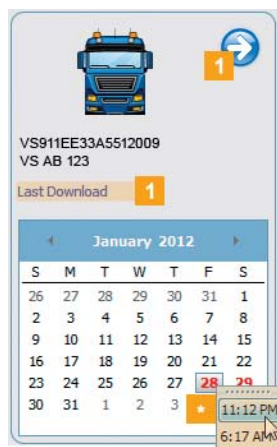 1
VS911EE33A5512009
VS AB 123
Last Download 1
January 2012
S M T W T F S
26 27 28 29 30 31 1
2 3 4 5 6 7 8
9 10 11 12 13 14 15
16 17 18 19 20 21 22
23 24 25 26 27 28 29
30 31 1 2 3
11:12 PM
6:17 AM